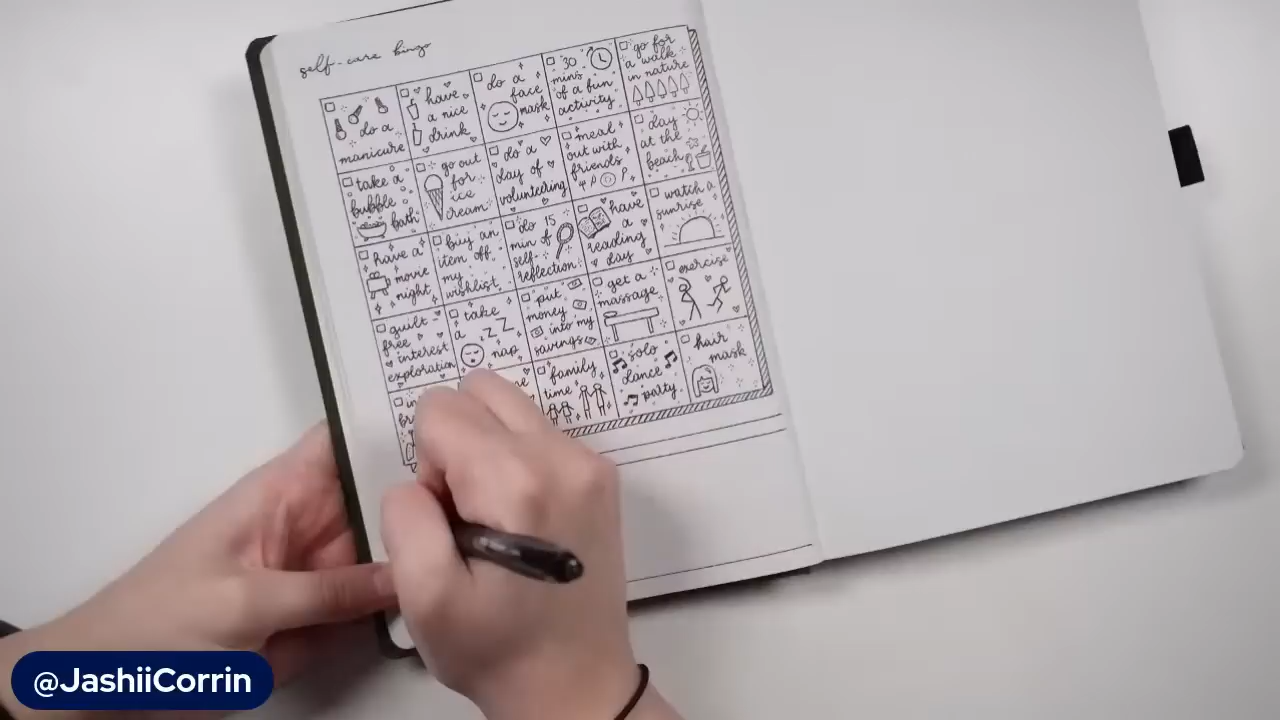 self-care bingo
do a
manicure
have
a nice
drink
do a
face
mask
30
mins
of a fun
activity
go for
a walk
in nature
take a
bubble
bath
go out
for
ice
cream
do a
day of
volunteering
meal
out with
friends
day
at the
beach
have a
movie
night
buy an
item off
my
wishlist
do 15
min of
self-
reflection
have
a
reading
day
watch a
sunrise
guilt-
free
interest
exploration
take
a
zzz
nap
put
money
into my
savings
get a
massage
exercise
family
time
solo
dance
party
hair
mask
@JashiiCorrin